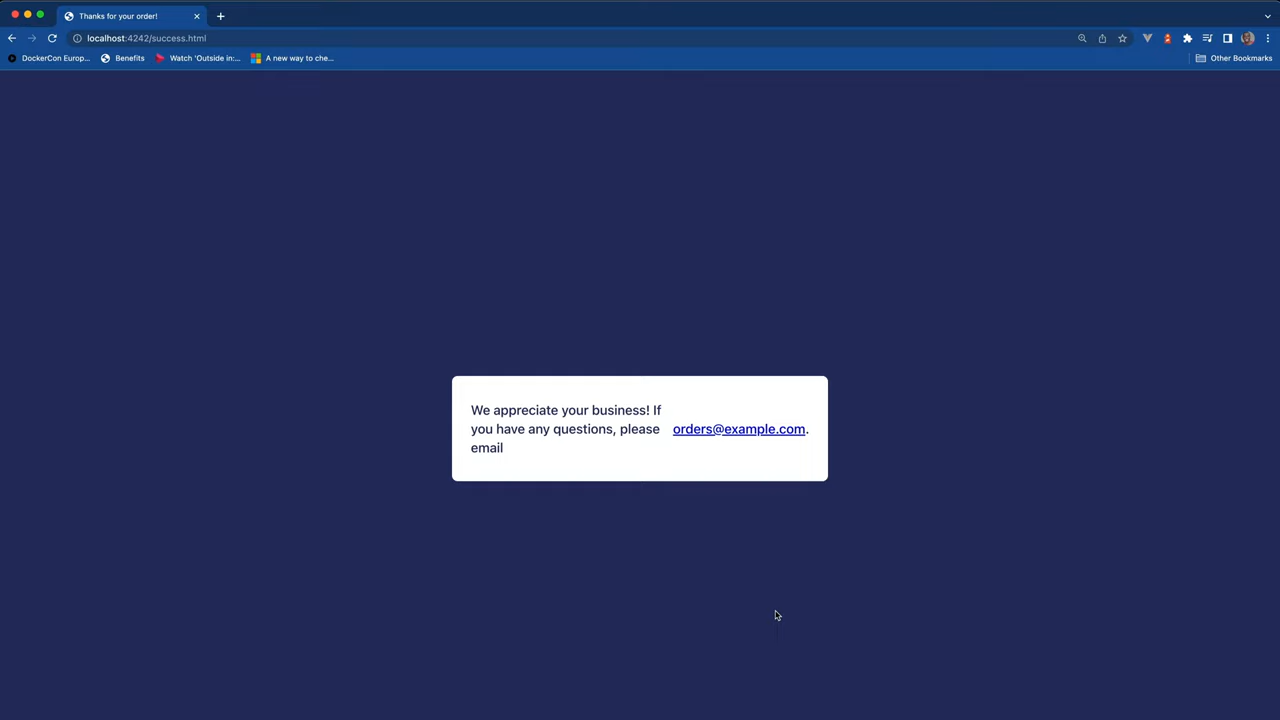 Thanks for your order!
localhost:4242/success.html
DockerCon Europ...
Benefits
Watch 'Outside in:...
A new way to che...
Other Bookmarks
We appreciate your business! If
you have any questions, please
email
orders@example.com.